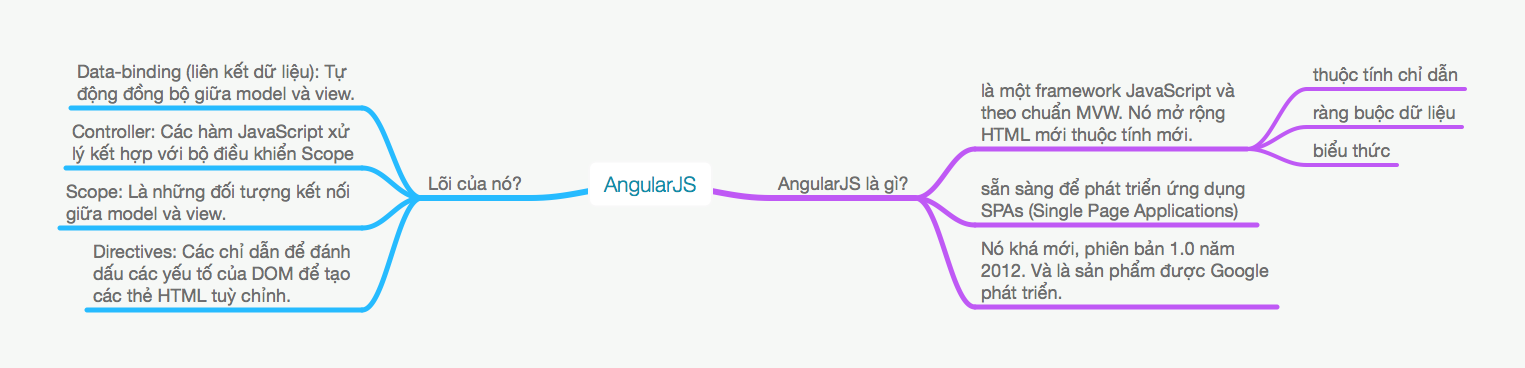 AngularJS
Lõi của nó?
Data-binding (liên kết dữ liệu): Tự
động đồng bộ giữa model và view.
Controller: Các hàm JavaScript xử
lý kết hợp với bộ điều khiển Scope
Scope: Là những đối tượng kết nối
giữa model và view.
Directives: Các chỉ dẫn để đánh
dấu các yếu tố của DOM để tạo
các thẻ HTML tuỳ chỉnh.
AngularJS là gì?
là một framework JavaScript và
theo chuẩn MVW. Nó mở rộng
HTML mới thuộc tính mới.
thuộc tính chỉ dẫn
ràng buộc dữ liệu
biểu thức
sẵn sàng để phát triển ứng dụng
SPAs (Single Page Applications)
Nó khá mới, phiên bản 1.0 năm
2012. Và là sản phẩm được Google
phát triển.